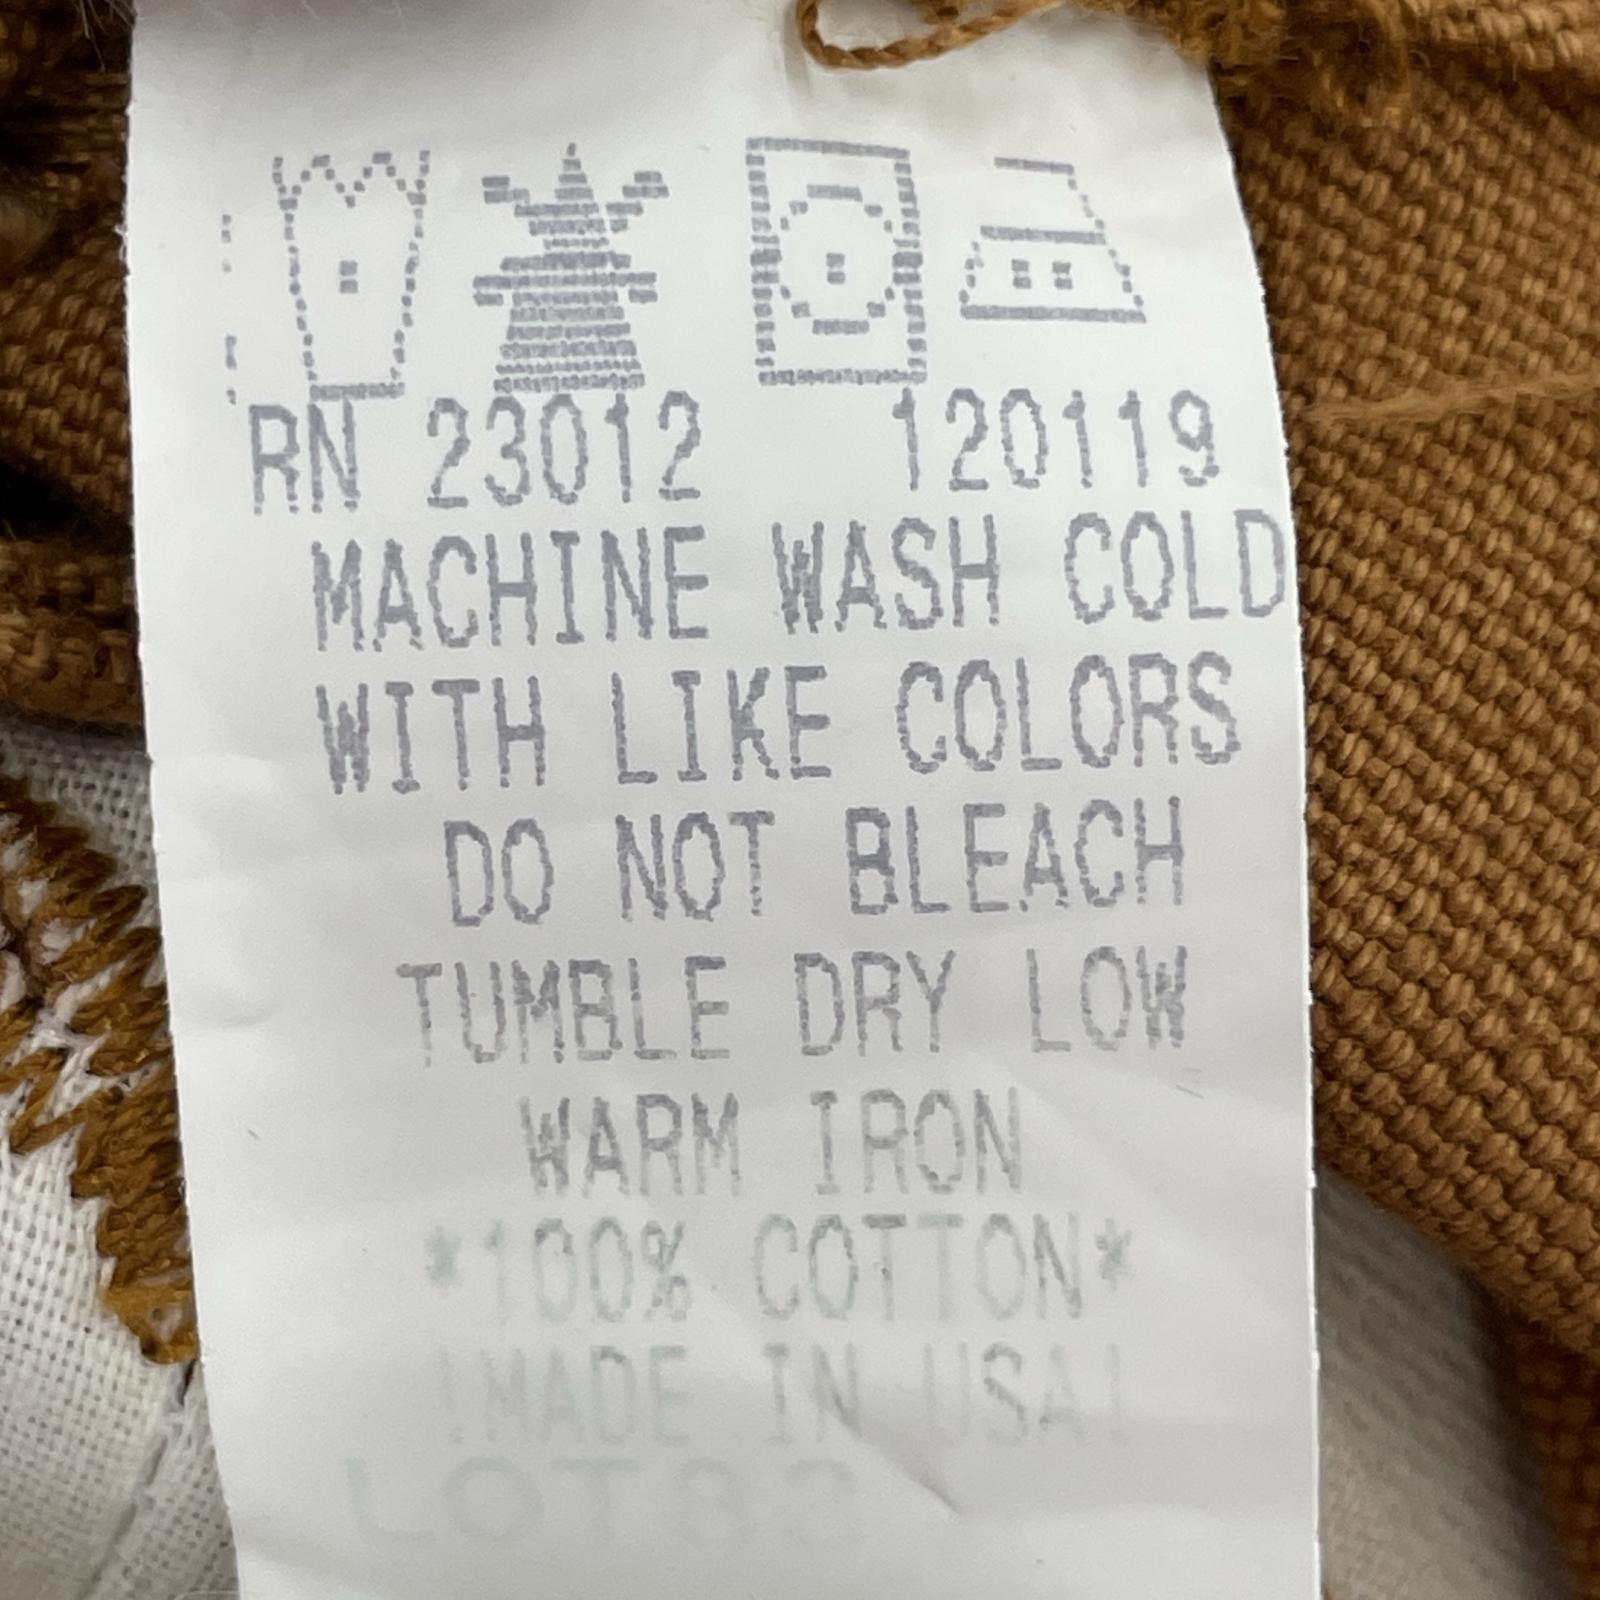 RN 23012 120119
MACHINE WASH COLD
WITH LIKE COLORS
DO NOT BLEACH
TUMBLE DRY LOW
WARM IRON
*100% COTTON*
!MADE IN USA!
LOT83